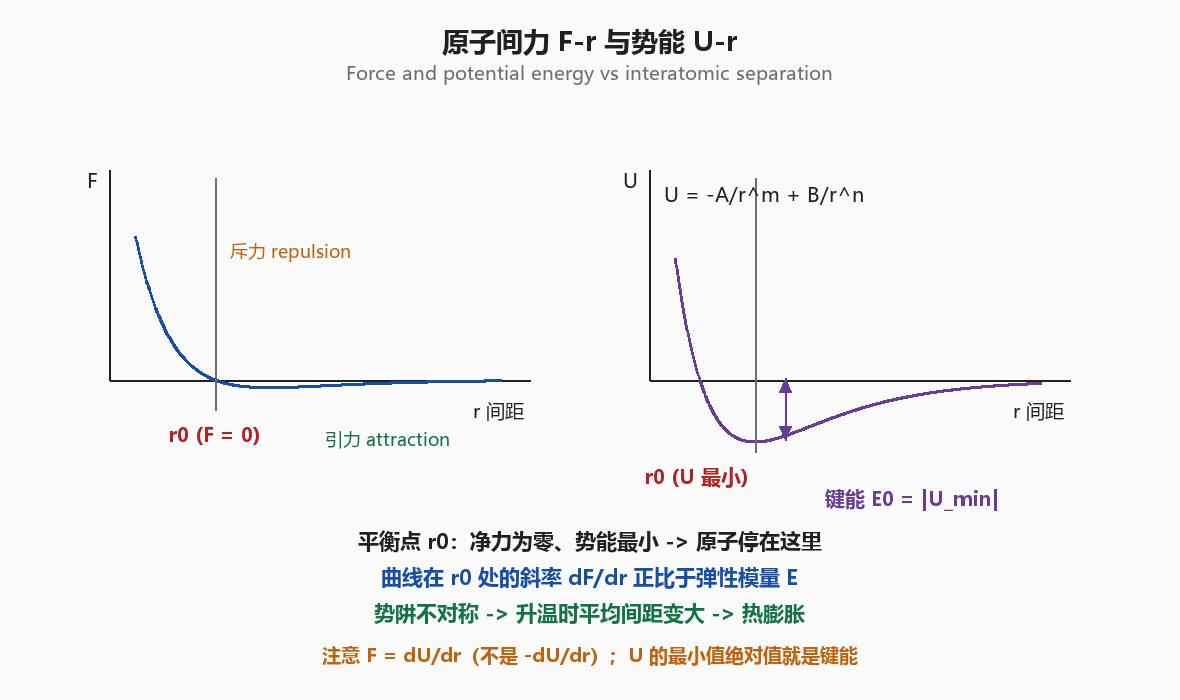 原子间力 F-r 与势能 U-r
Force and potential energy vs interatomic separation
F
斥力 repulsion
r 间距
r0 (F = 0)
引力 attraction
U
U = -A/r^m + B/r^n
r 间距
r0 (U 最小)
键能 E0 = |U_min|
平衡点 r0：净力为零、势能最小 -> 原子停在这里
曲线在 r0 处的斜率 dF/dr 正比于弹性模量 E
势阱不对称 -> 升温时平均间距变大 -> 热膨胀
注意 F = dU/dr（不是 -dU/dr）；U 的最小值绝对值就是键能